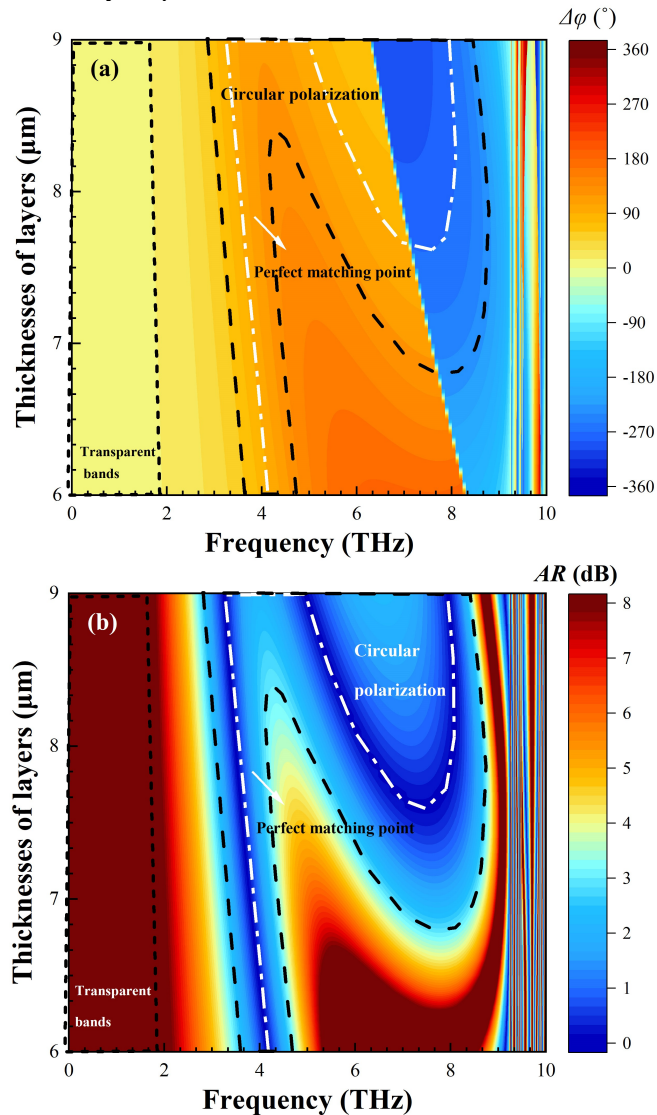 Δφ (°)
9
(a)
Circular polarization
Perfect matching point
Transparent
bands
8
7
6
Thicknesses of layers (μm)
0
2
4
6
8
10
Frequency (THz)
360
270
180
90
0
-90
-180
-270
-360
AR (dB)
9
(b)
Circular
polarization
Perfect matching point
Transparent
bands
8
7
6
Thicknesses of layers (μm)
0
2
4
6
8
10
Frequency (THz)
8
7
6
5
4
3
2
1
0